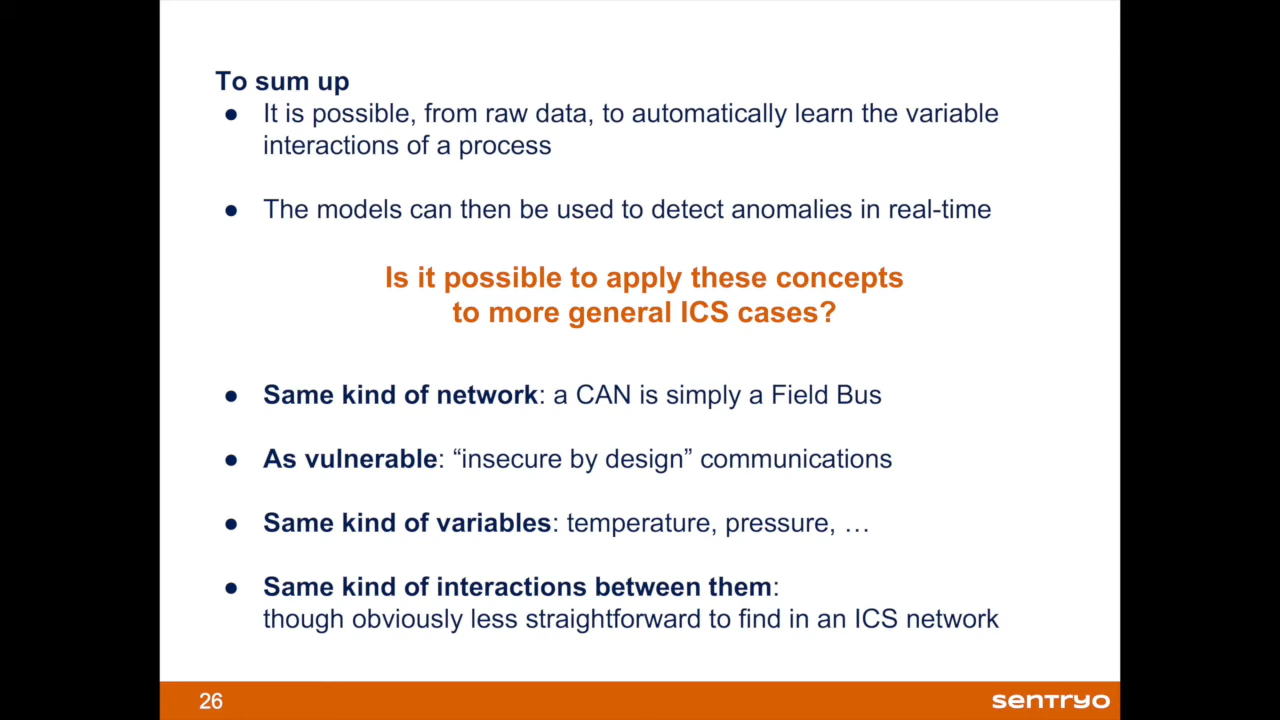 To sum up
● It is possible, from raw data, to automatically learn the variable
interactions of a process
● The models can then be used to detect anomalies in real-time
Is it possible to apply these concepts
to more general ICS cases?
● Same kind of network: a CAN is simply a Field Bus
● As vulnerable: “insecure by design” communications
● Same kind of variables: temperature, pressure, …
● Same kind of interactions between them:
though obviously less straightforward to find in an ICS network
26
sentryo